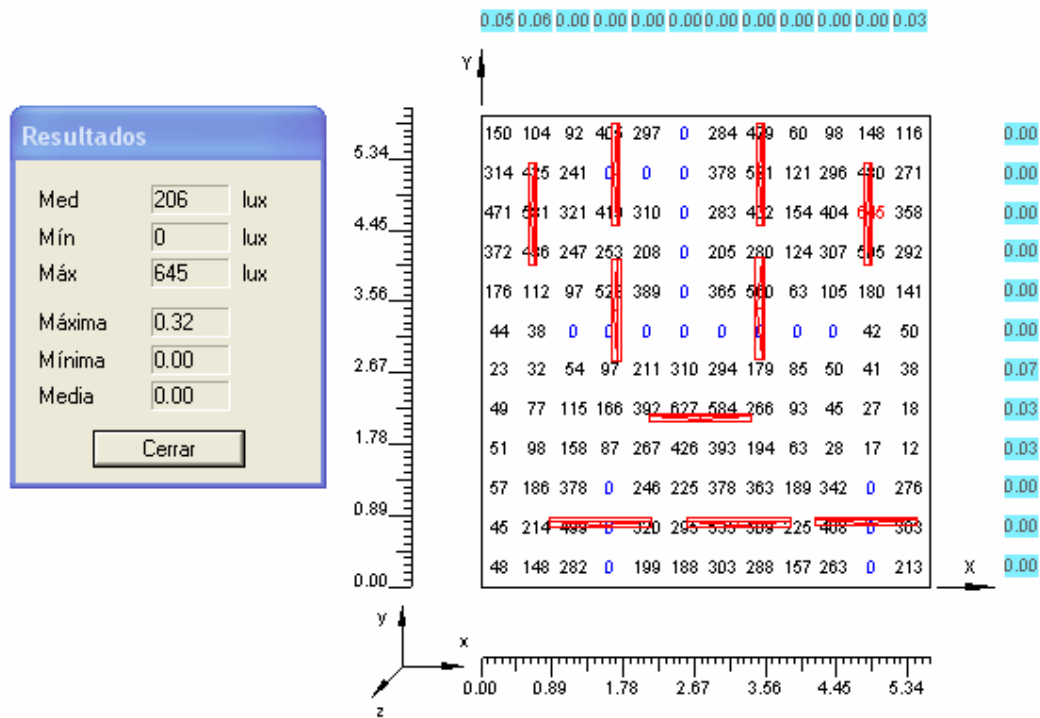 0.05 0.06 0.00 0.00 0.00 0.00 0.00 0.00 0.00 0.00 0.00 0.03
Y
Resultados
Med 206 lux
Mín 0 lux
Máx 645 lux
Máxima 0.32
Mínima 0.00
Media 0.00
Cerrar
5.34
4.45
3.56
2.67
1.78
0.89
0.00
150 104 92 297 0 284 60 98 148 116 0.00
314 241 0 0 0 378 121 296 271 0.00
471 321 310 0 283 154 404 645 358 0.00
372 247 253 208 0 205 280 124 307 292 0.00
176 112 97 389 0 365 63 105 180 141 0.00
44 38 0 0 0 0 0 0 0 0 42 50 0.00
23 32 54 97 211 310 294 179 85 50 41 38 0.07
49 77 115 166 392 627 584 266 93 45 27 18 0.03
51 98 158 87 267 426 393 194 63 28 17 12 0.03
57 186 378 0 246 225 378 363 189 342 0 276 0.00
45 214 0 225 0 303 0.00
48 148 282 0 199 188 303 288 157 263 0 213 0.00
X
y
x
z
0.00 0.89 1.78 2.67 3.56 4.45 5.34